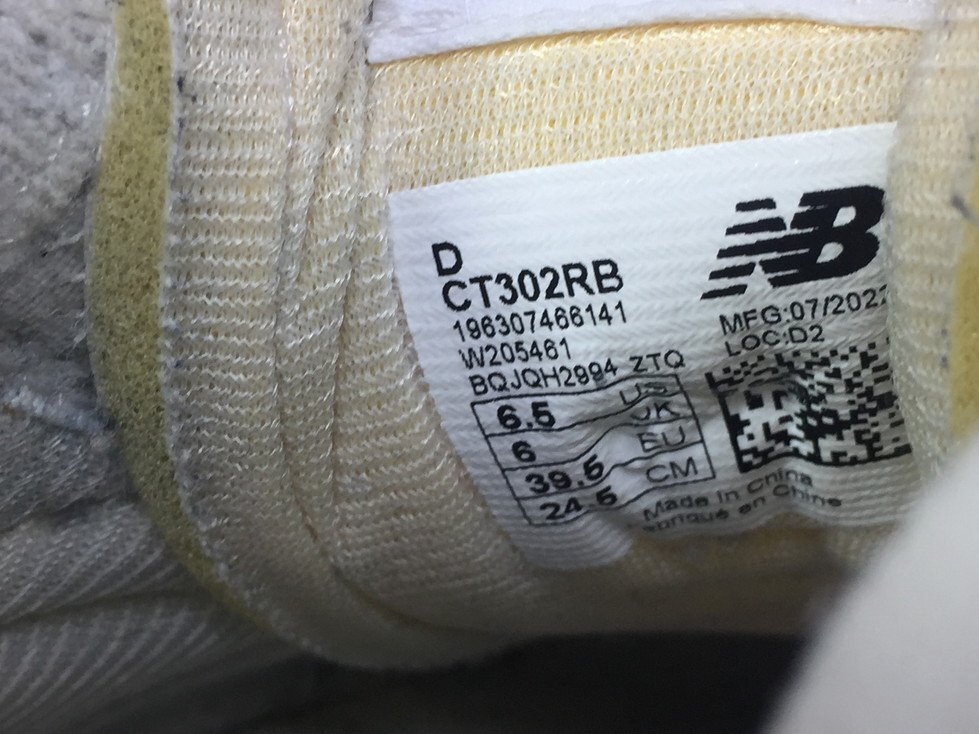 NB
D
CT302RB
196307466141
W205461
BQJQH2994 ZTQ
6.5 US
6 UK
39.5 EU
24.5 CM
MFG:07/2022
LOC:D2
Made in China
en Chine